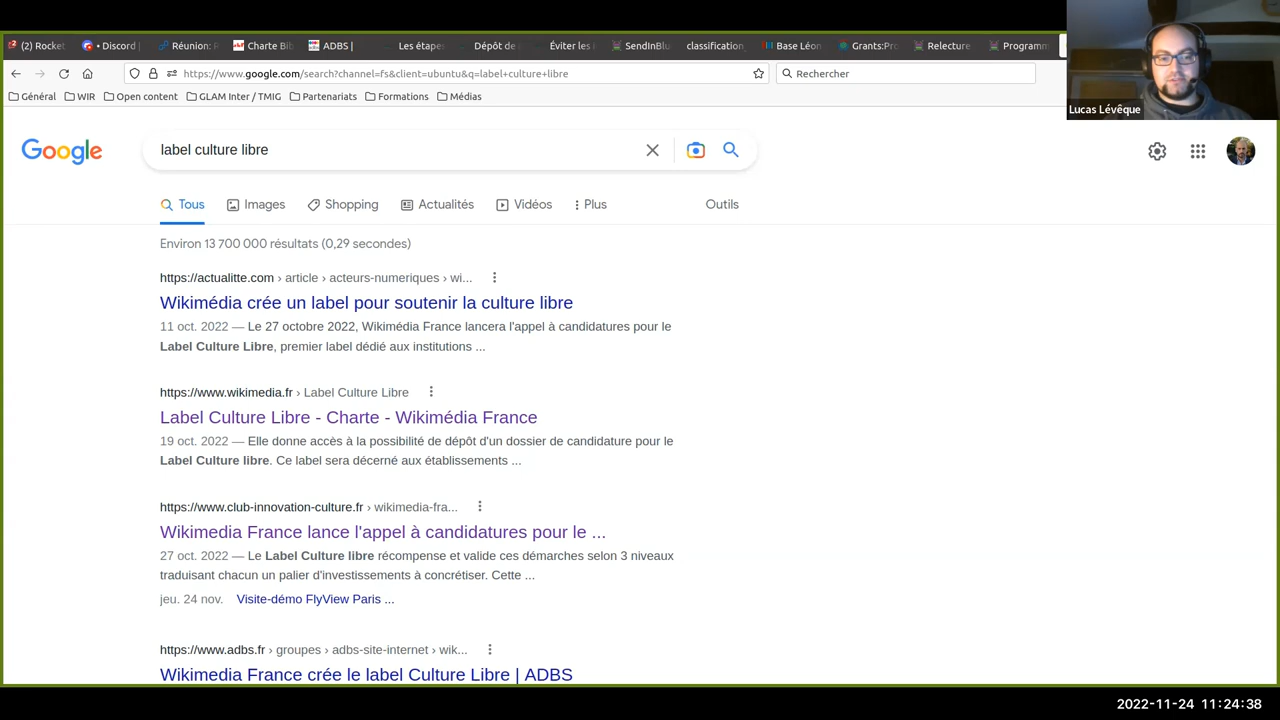 (2) Rocket
• Discord |
Réunion:
Charte Bib
ADBS |
Les étapes
Dépôt de
Éviter les
SendInBlu
classification
Base Léon
Grants:Pro
Relecture
Programm
https://www.google.com/search?channel=fs&client=ubuntu&q=label+culture+libre
Rechercher
Général
WIR
Open content
GLAM Inter / TMIG
Partenariats
Formations
Médias
Lucas Lévêque
Google
label culture libre
Tous
Images
Shopping
Actualités
Vidéos
Plus
Outils
Environ 13 700 000 résultats (0,29 secondes)
https://actualitte.com › article › acteurs-numeriques › wi...
Wikimédia crée un label pour soutenir la culture libre
11 oct. 2022 — Le 27 octobre 2022, Wikimédia France lancera l'appel à candidatures pour le
Label Culture Libre, premier label dédié aux institutions ...
https://www.wikimedia.fr › Label Culture Libre
Label Culture Libre - Charte - Wikimédia France
19 oct. 2022 — Elle donne accès à la possibilité de dépôt d'un dossier de candidature pour le
Label Culture libre. Ce label sera décerné aux établissements ...
https://www.club-innovation-culture.fr › wikimedia-fra...
Wikimedia France lance l'appel à candidatures pour le ...
27 oct. 2022 — Le Label Culture libre récompense et valide ces démarches selon 3 niveaux
traduisant chacun un palier d'investissements à concrétiser. Cette ...
jeu. 24 nov. Visite-démo FlyView Paris ...
https://www.adbs.fr › groupes › adbs-site-internet › wik...
Wikimedia France crée le label Culture Libre | ADBS
2022-11-24 11:24:38